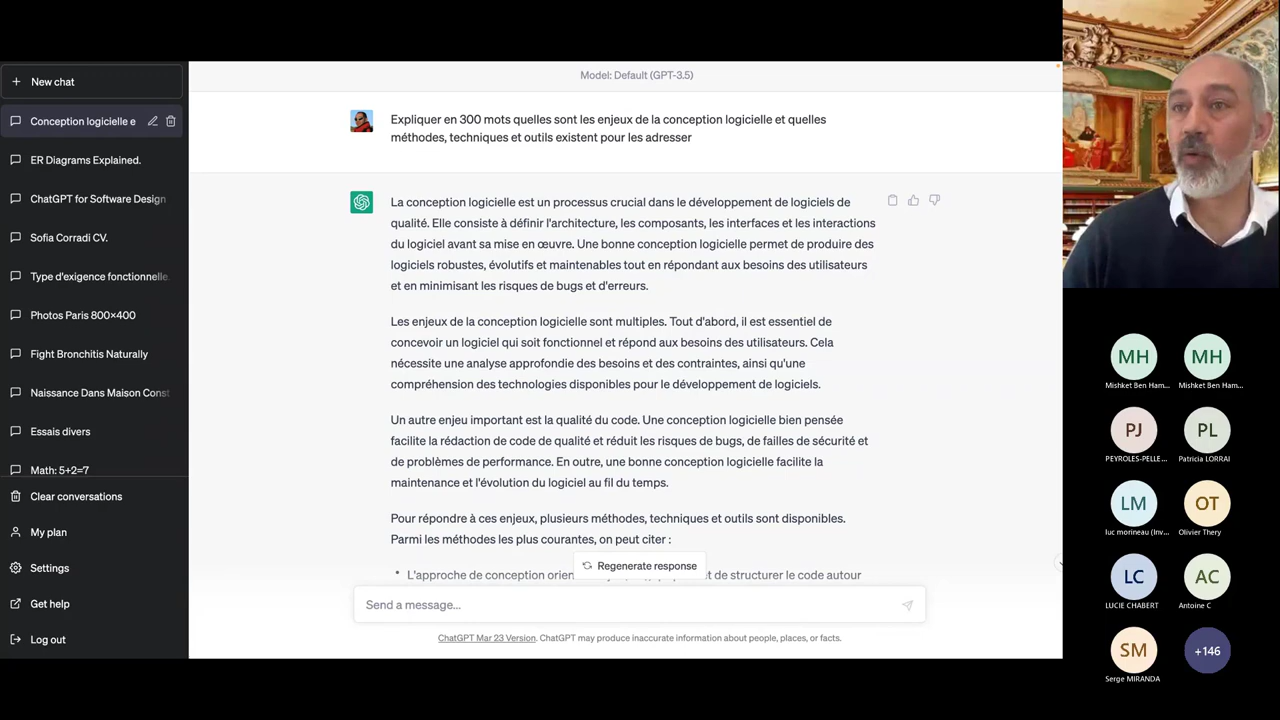 New chat
Conception logicielle e
ER Diagrams Explained.
ChatGPT for Software Design
Sofia Corradi CV.
Type d'exigence fonctionnelle.
Photos Paris 800×400
Fight Bronchitis Naturally
Naissance Dans Maison Const
Essais divers
Math: 5+2=7
Clear conversations
My plan
Settings
Get help
Log out
Model: Default (GPT-3.5)
Expliquer en 300 mots quelles sont les enjeux de la conception logicielle et quelles
méthodes, techniques et outils existent pour les adresser
La conception logicielle est un processus crucial dans le développement de logiciels de
qualité. Elle consiste à définir l'architecture, les composants, les interfaces et les interactions
du logiciel avant sa mise en œuvre. Une bonne conception logicielle permet de produire des
logiciels robustes, évolutifs et maintenables tout en répondant aux besoins des utilisateurs
et en minimisant les risques de bugs et d'erreurs.
Les enjeux de la conception logicielle sont multiples. Tout d'abord, il est essentiel de
concevoir un logiciel qui soit fonctionnel et répond aux besoins des utilisateurs. Cela
nécessite une analyse approfondie des besoins et des contraintes, ainsi qu'une
compréhension des technologies disponibles pour le développement de logiciels.
Un autre enjeu important est la qualité du code. Une conception logicielle bien pensée
facilite la rédaction de code de qualité et réduit les risques de bugs, de failles de sécurité et
de problèmes de performance. En outre, une bonne conception logicielle facilite la
maintenance et l'évolution du logiciel au fil du temps.
Pour répondre à ces enjeux, plusieurs méthodes, techniques et outils sont disponibles.
Parmi les méthodes les plus courantes, on peut citer :
• L'approche de conception orien et de structurer le code autour
Regenerate response
Send a message...
ChatGPT Mar 23 Version. ChatGPT may produce inaccurate information about people, places, or facts.
MH
MH
Mishket Ben Ham...
Mishket Ben Ham...
PJ
PL
PEYROLES-PELLE...
Patricia LORRAI
LM
OT
luc morineau (Inv...
Olivier Thery
LC
AC
LUCIE CHABERT
Antoine C
SM
+146
Serge MIRANDA